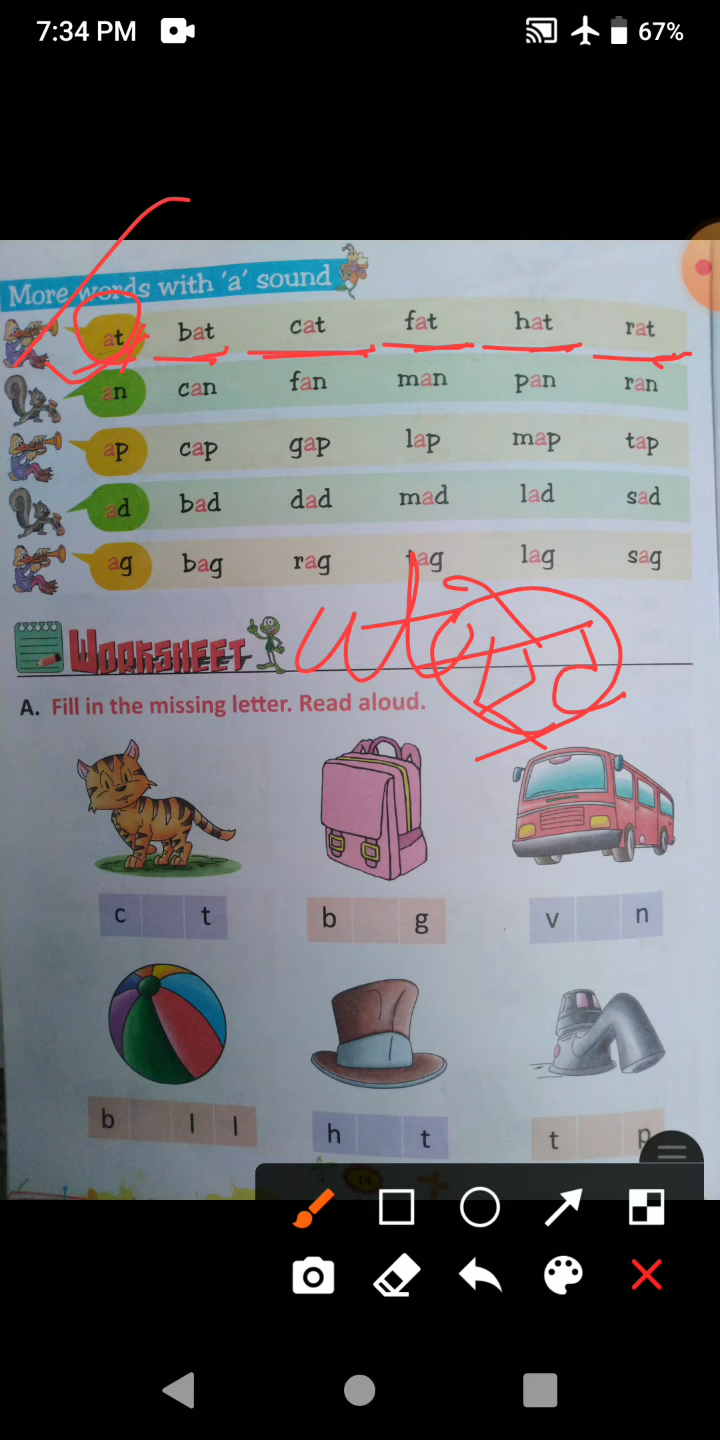 7:34 PM 67%
More words with 'a' sound
at bat cat fat hat rat
an can fan man pan ran
ap cap gap lap map tap
ad bad dad mad lad sad
ag bag rag tag lag sag
WORKSHEET
A. Fill in the missing letter. Read aloud.
c t b g v n
b l l h t t p
14